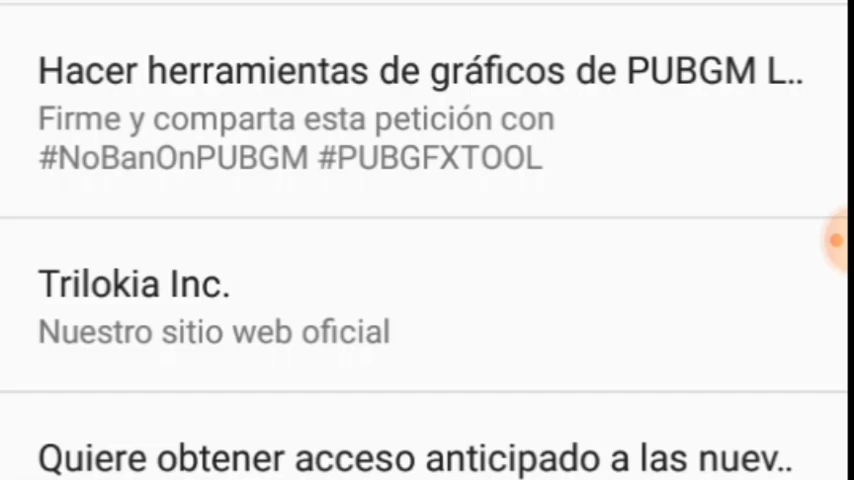 Hacer herramientas de gráficos de PUBGM L..
Firme y comparta esta petición con
#NoBanOnPUBGM #PUBGFXTOOL
Trilokia Inc.
Nuestro sitio web oficial
Quiere obtener acceso anticipado a las nuev..